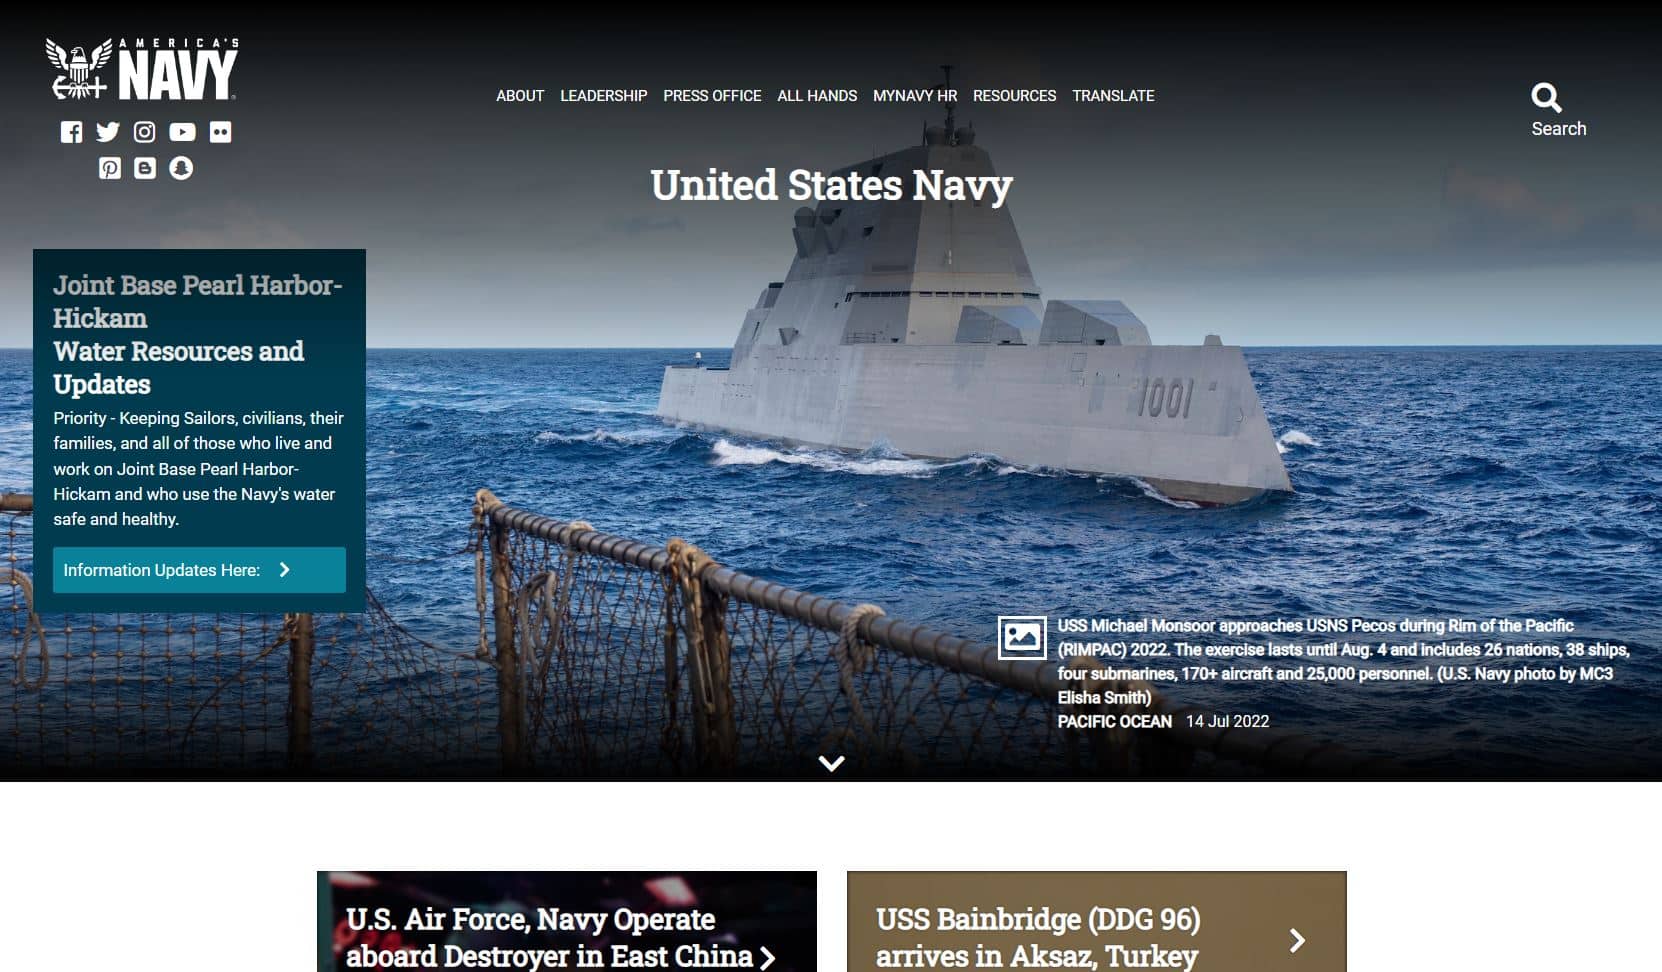 AMERICA'S
NAVY
ABOUT LEADERSHIP PRESS OFFICE ALL HANDS MYNAVY HR RESOURCES TRANSLATE
Search
United States Navy
Joint Base Pearl Harbor-
Hickam
Water Resources and
Updates
Priority - Keeping Sailors, civilians, their
families, and all of those who live and
work on Joint Base Pearl Harbor-
Hickam and who use the Navy's water
safe and healthy.
Information Updates Here:
1001
USS Michael Monsoor approaches USNS Pecos during Rim of the Pacific
(RIMPAC) 2022. The exercise lasts until Aug. 4 and includes 26 nations, 38 ships,
four submarines, 170+ aircraft and 25,000 personnel. (U.S. Navy photo by MC3
Elisha Smith)
PACIFIC OCEAN 14 Jul 2022
U.S. Air Force, Navy Operate
aboard Destroyer in East China
USS Bainbridge (DDG 96)
arrives in Aksaz, Turkey